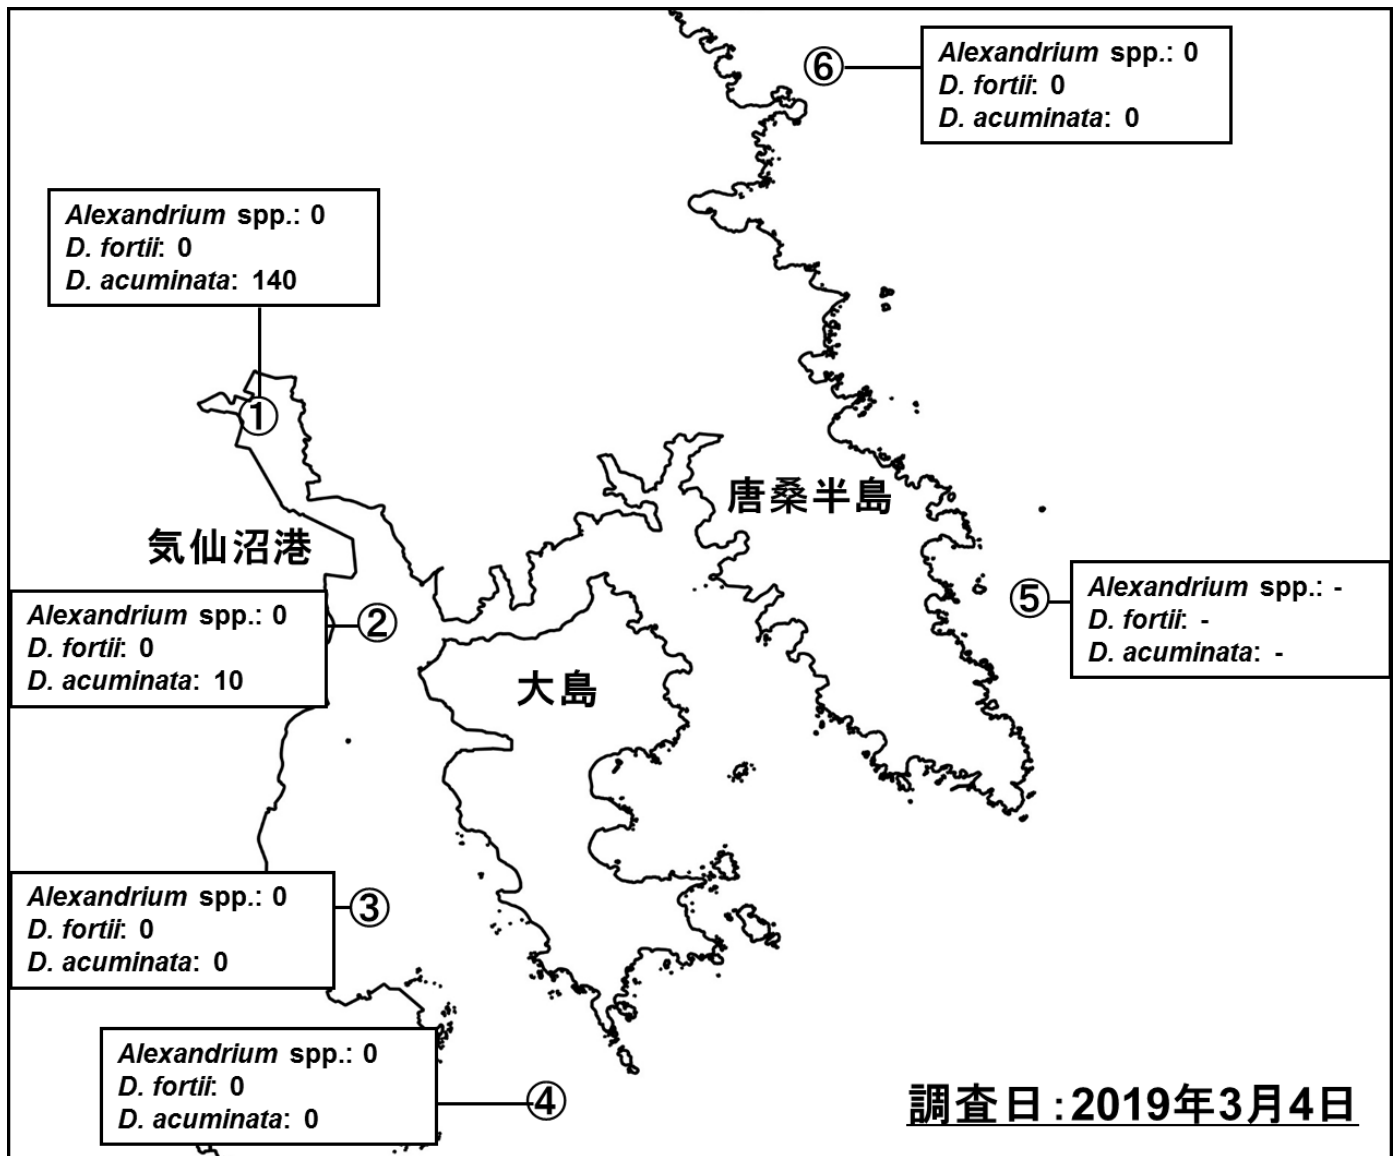 ⑥
Alexandrium spp.: 0
D. fortii: 0
D. acuminata: 0
Alexandrium spp.: 0
D. fortii: 0
D. acuminata: 140
①
唐桑半島
気仙沼港
Alexandrium spp.: 0
D. fortii: 0
D. acuminata: 10
②
⑤
Alexandrium spp.: -
D. fortii: -
D. acuminata: -
大島
Alexandrium spp.: 0
D. fortii: 0
D. acuminata: 0
③
Alexandrium spp.: 0
D. fortii: 0
D. acuminata: 0
④
調査日:2019年3月4日